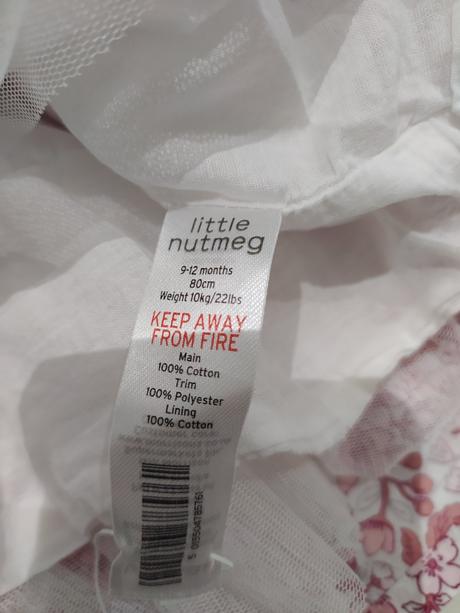 little
nutmeg
9-12 months
80cm
Weight 10kg/22lbs
KEEP AWAY
FROM FIRE
Main
100% Cotton
Trim
100% Polyester
Lining
100% Cotton